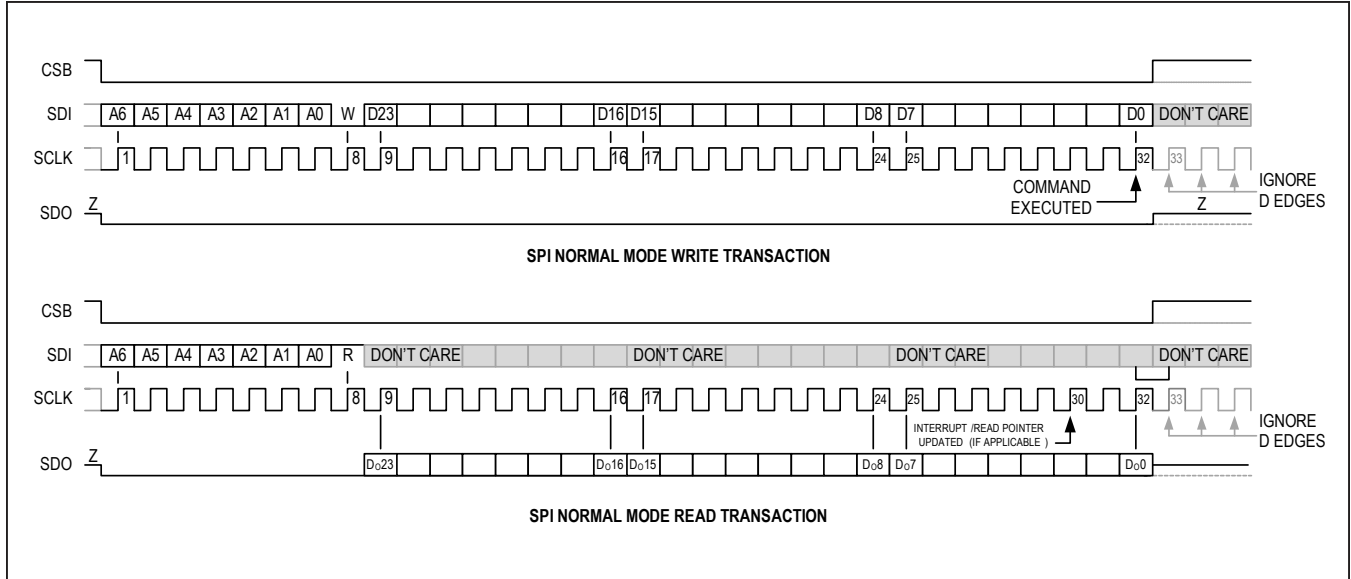 CSB
SDI A6 A5 A4 A3 A2 A1 A0 W D23 D16 D15 D8 D7 D0 DON'T CARE
SCLK 1 8 9 16 17 24 25 32 33
COMMAND
EXECUTED
IGNORE
D EDGES
SDO Z Z
SPI NORMAL MODE WRITE TRANSACTION
CSB
SDI A6 A5 A4 A3 A2 A1 A0 R DON'T CARE DON'T CARE DON'T CARE DON'T CARE
SCLK 1 8 9 16 17 24 25 30 32 33
INTERRUPT /READ POINTER
UPDATED (IF APPLICABLE )
IGNORE
D EDGES
SDO Z Do23 Do16 Do15 Do8 Do7 Do0
SPI NORMAL MODE READ TRANSACTION